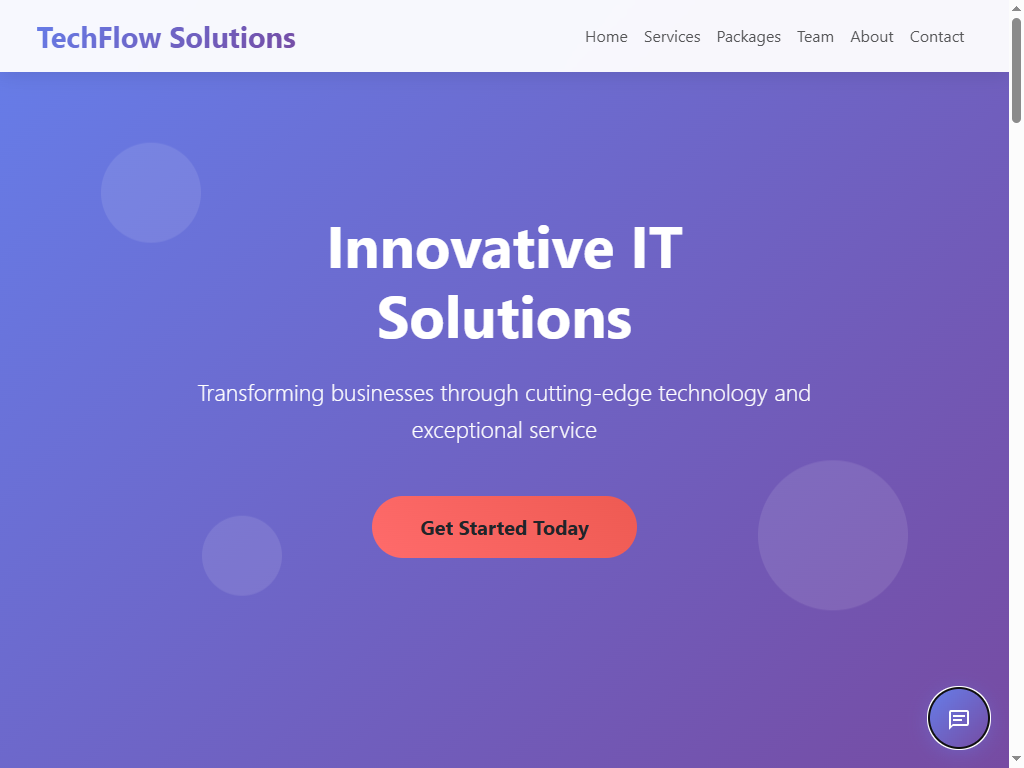 TechFlow Solutions
Home Services Packages Team About Contact
Innovative IT
Solutions
Transforming businesses through cutting-edge technology and
exceptional service
Get Started Today